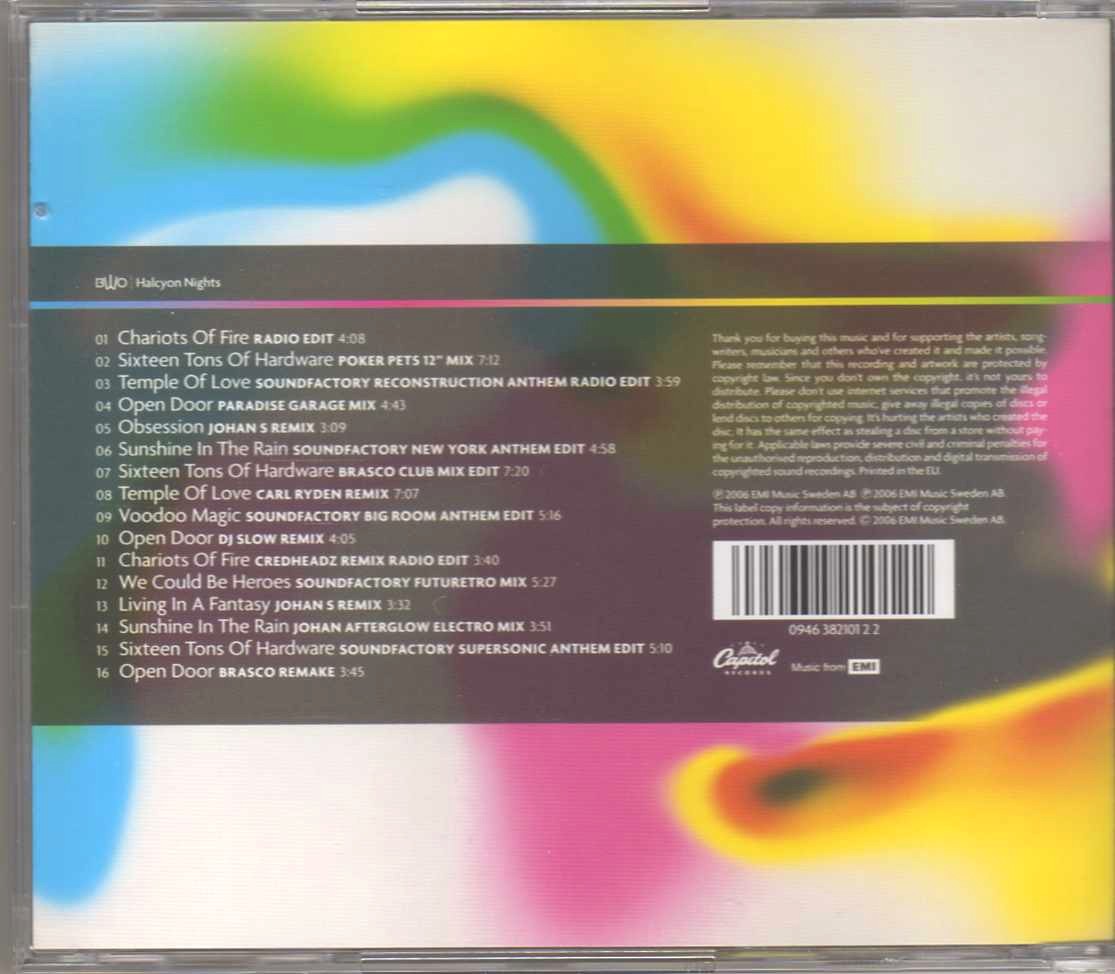 BWO | Halcyon Nights
01 Chariots Of Fire RADIO EDIT 4:08
02 Sixteen Tons Of Hardware POKER PETS 12" MIX 7:12
03 Temple Of Love SOUNDFACTORY RECONSTRUCTION ANTHEM RADIO EDIT 3:59
04 Open Door PARADISE GARAGE MIX 4:43
05 Obsession JOHAN S REMIX 3:09
06 Sunshine In The Rain SOUNDFACTORY NEW YORK ANTHEM EDIT 4:58
07 Sixteen Tons Of Hardware BRASCO CLUB MIX EDIT 7:20
08 Temple Of Love CARL RYDEN REMIX 7:07
09 Voodoo Magic SOUNDFACTORY BIG ROOM ANTHEM EDIT 5:16
10 Open Door DJ SLOW REMIX 4:05
11 Chariots Of Fire CREDHEADZ REMIX RADIO EDIT 3:40
12 We Could Be Heroes SOUNDFACTORY FUTURETRO MIX 5:27
13 Living In A Fantasy JOHAN S REMIX 3:32
14 Sunshine In The Rain JOHAN AFTERGLOW ELECTRO MIX 3:51
15 Sixteen Tons Of Hardware SOUNDFACTORY SUPERSONIC ANTHEM EDIT 5:10
16 Open Door BRASCO REMAKE 3:45
Thank you for buying this music and for supporting the artists, song-
writers, musicians and others who've created it and made it possible.
Please remember that this recording and artwork are protected by
copyright law. Since you don't own the copyright, it's not yours to
distribute. Please don't use internet services that promote the illegal
distribution of copyrighted music, give away illegal copies of discs or
lend discs to others for copying. It's hurting the artists who created the
disc. It has the same effect as stealing a disc from a store without pay-
ing for it. Applicable laws provide severe civil and criminal penalties for
the unauthorised reproduction, distribution and digital transmission of
copyrighted sound recordings. Printed in the EU.
℗ 2006 EMI Music Sweden AB ℗ 2006 EMI Music Sweden AB.
This label copy information is the subject of copyright
protection. All rights reserved. © 2006 EMI Music Sweden AB.
0946 382101 2 2
Capitol
RECORDS
Music from EMI